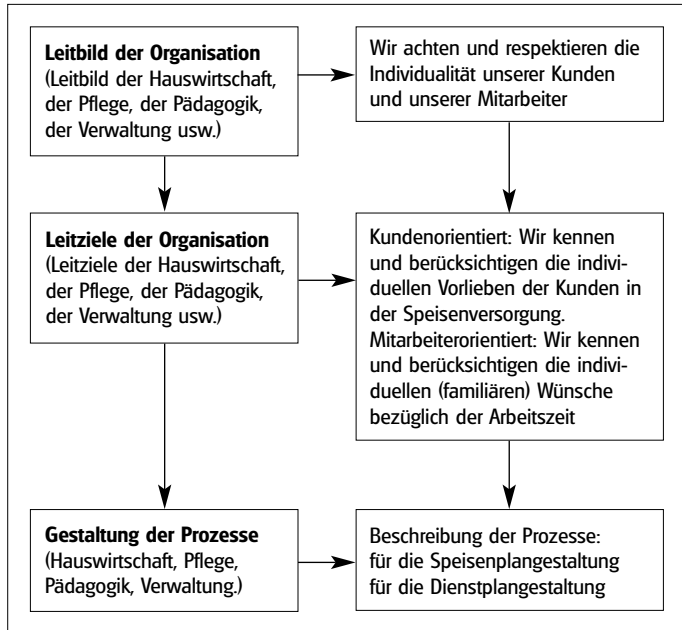 Leitbild der Organisation
(Leitbild der Hauswirtschaft,
der Pflege, der Pädagogik,
der Verwaltung usw.)
Wir achten und respektieren die
Individualität unserer Kunden
und unserer Mitarbeiter
Leitziele der Organisation
(Leitziele der Hauswirtschaft,
der Pflege, der Pädagogik,
der Verwaltung usw.)
Kundenorientiert: Wir kennen
und berücksichtigen die indivi-
duellen Vorlieben der Kunden in
der Speisenversorgung.
Mitarbeiterorientiert: Wir kennen
und berücksichtigen die indivi-
duellen (familiären) Wünsche
bezüglich der Arbeitszeit
Gestaltung der Prozesse
(Hauswirtschaft, Pflege,
Pädagogik, Verwaltung.)
Beschreibung der Prozesse:
für die Speisenplangestaltung
für die Dienstplangestaltung